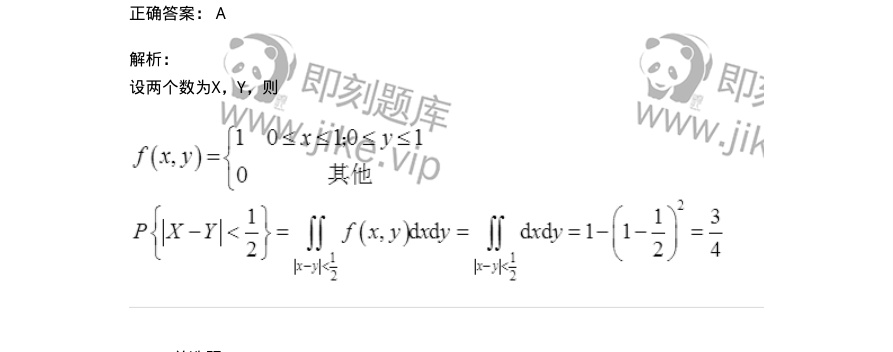 正确答案： A
解析：
设两个数为X，Y，则
f(x,y)={1 0≤x≤1;0≤y≤1
0 其他
P{|X−Y|<1/2}=∬_{|x−y|<1/2} f(x,y)dxdy=∬_{|x−y|<1/2} dxdy=1−(1−1/2)²=3/4
即刻题库
www.jike.vip
即刻题库
www.jik